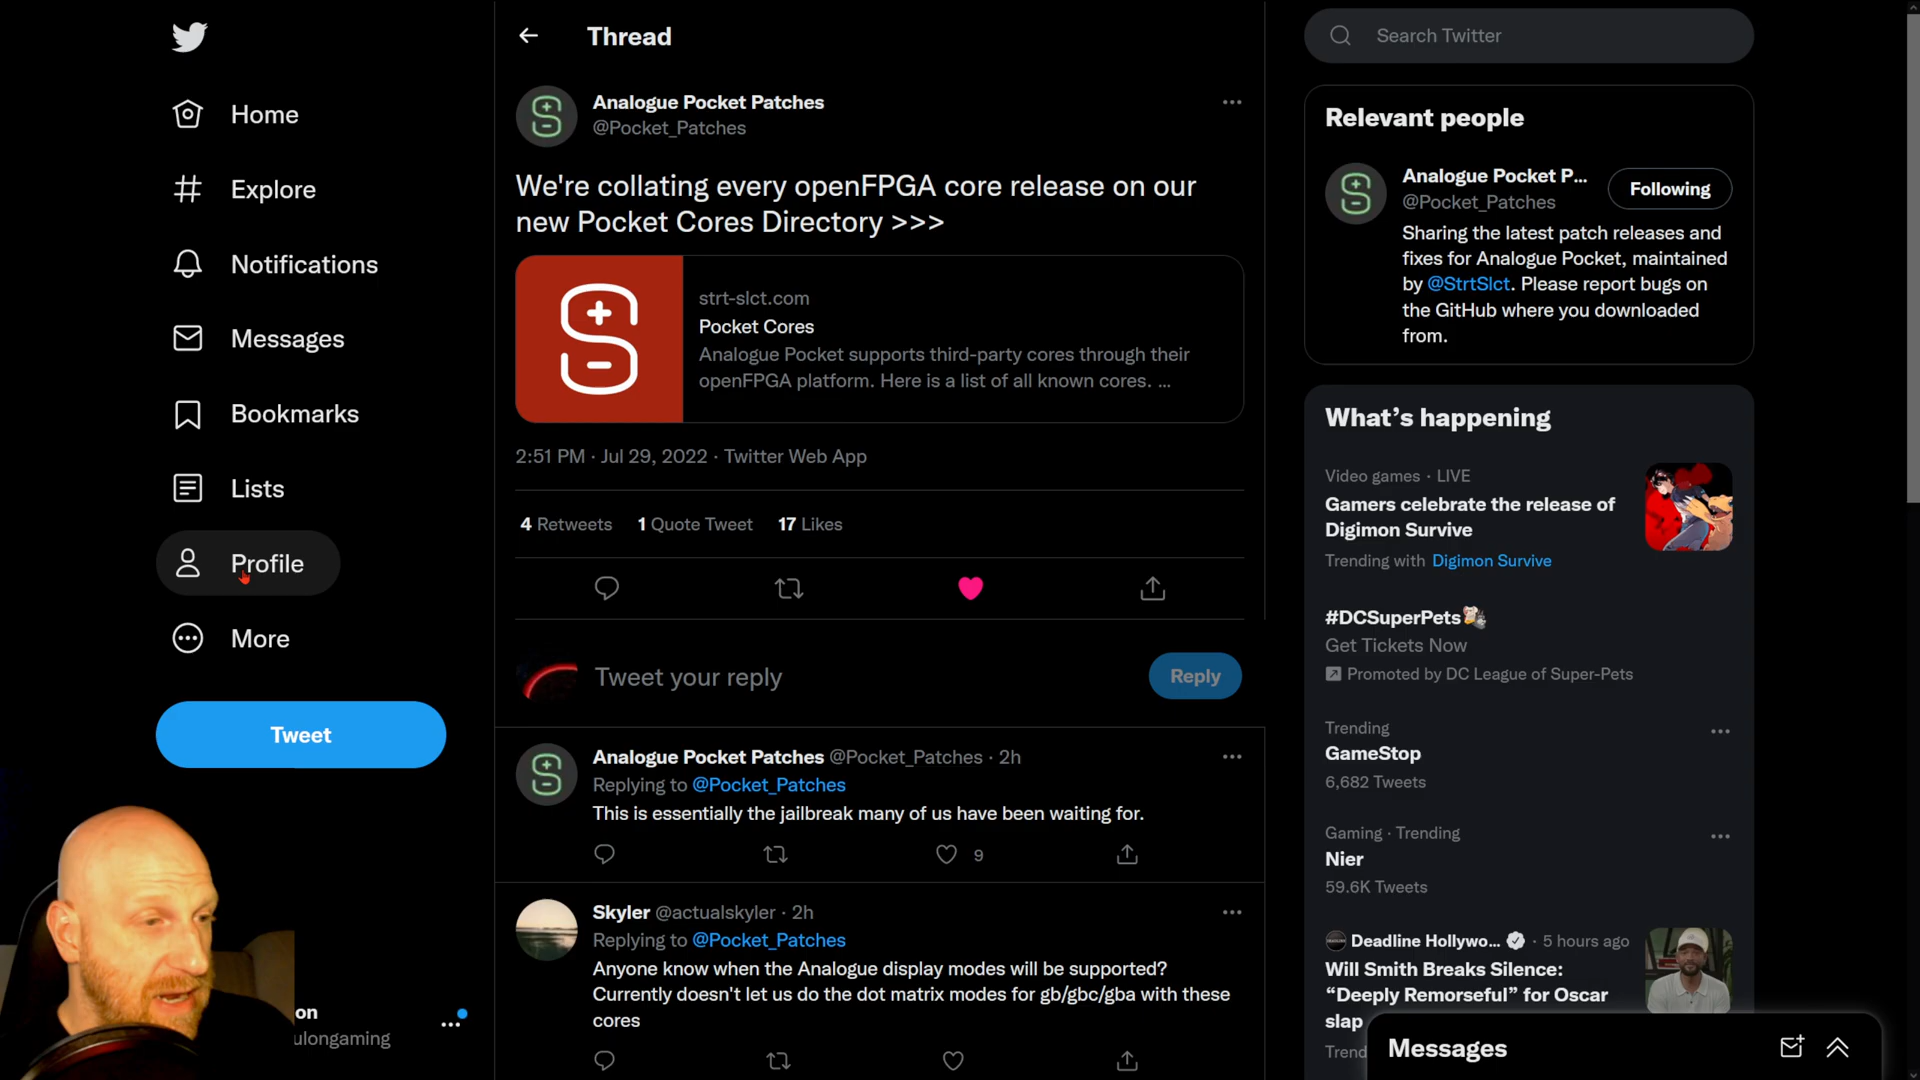 Home
Explore
Notifications
Messages
Bookmarks
Lists
Profile
More
Tweet
on
ulongaming
Thread
Analogue Pocket Patches
@Pocket_Patches
We're collating every openFPGA core release on our
new Pocket Cores Directory >>>
strt-slct.com
Pocket Cores
Analogue Pocket supports third-party cores through their
openFPGA platform. Here is a list of all known cores. ...
2:51 PM · Jul 29, 2022 · Twitter Web App
4 Retweets 1 Quote Tweet 17 Likes
Tweet your reply
Reply
Analogue Pocket Patches @Pocket_Patches · 2h
Replying to @Pocket_Patches
This is essentially the jailbreak many of us have been waiting for.
9
Skyler @actualskyler · 2h
Replying to @Pocket_Patches
Anyone know when the Analogue display modes will be supported?
Currently doesn't let us do the dot matrix modes for gb/gbc/gba with these
cores
Search Twitter
Relevant people
Analogue Pocket P...
@Pocket_Patches
Following
Sharing the latest patch releases and
fixes for Analogue Pocket, maintained
by @StrtSlct. Please report bugs on
the GitHub where you downloaded
from.
What's happening
Video games · LIVE
Gamers celebrate the release of
Digimon Survive
Trending with Digimon Survive
#DCSuperPets
Get Tickets Now
Promoted by DC League of Super-Pets
Trending
GameStop
6,682 Tweets
Gaming · Trending
Nier
59.6K Tweets
Deadline Hollywo... · 5 hours ago
Will Smith Breaks Silence:
“Deeply Remorseful” for Oscar
slap
Trend
Messages